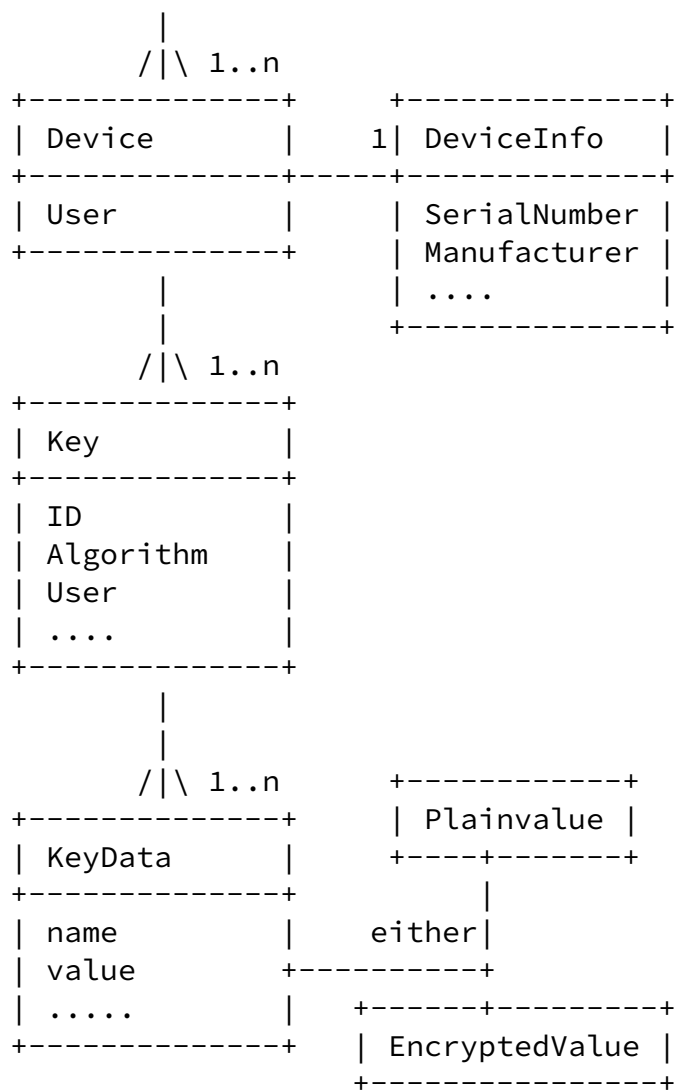 1..n
Device 1 DeviceInfo
User SerialNumber
Manufacturer
....
1..n
Key
ID
Algorithm
User
....
1..n
Plainvalue
KeyData
name either
value
.....
EncryptedValue